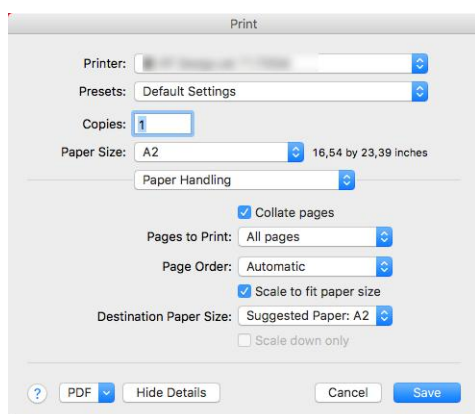 Print
Printer:
Presets: Default Settings
Copies: 1
Paper Size: A2 16,54 by 23,39 inches
Paper Handling
Collate pages
Pages to Print: All pages
Page Order: Automatic
Scale to fit paper size
Destination Paper Size: Suggested Paper: A2
Scale down only
? PDF Hide Details Cancel Save